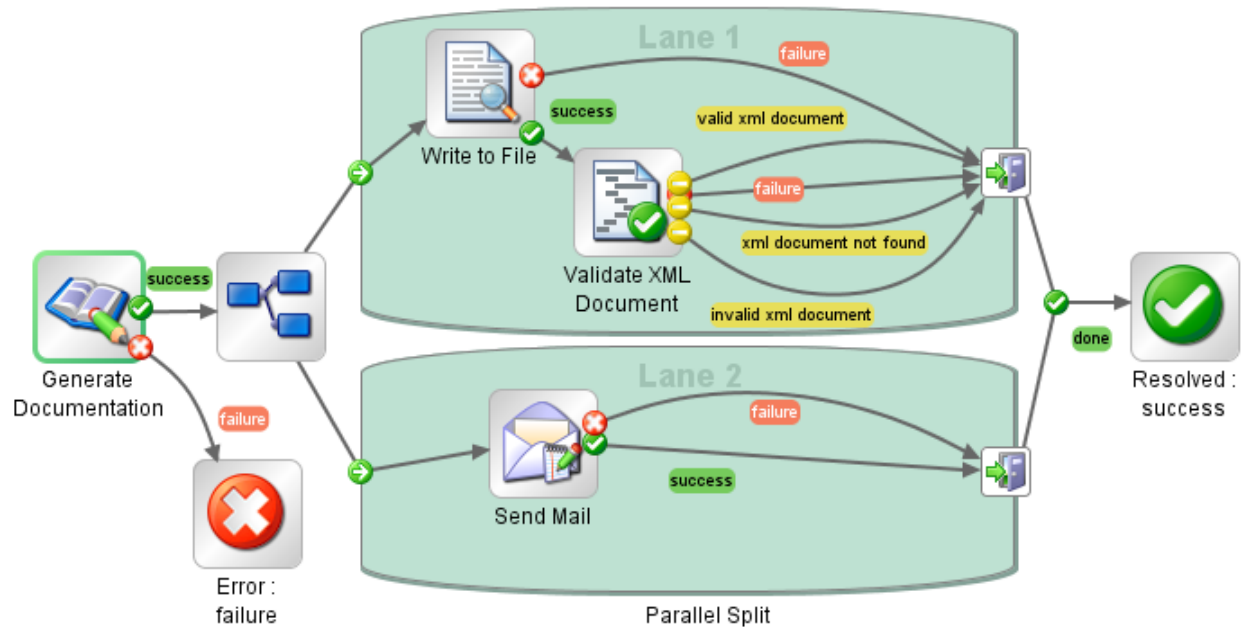 Lane 1
failure
success
valid xml document
Write to File
failure
xml document not found
Validate XML
Document
invalid xml document
success
done
Generate
Documentation
Lane 2
Resolved :
success
failure
failure
success
Send Mail
Error :
failure
Parallel Split